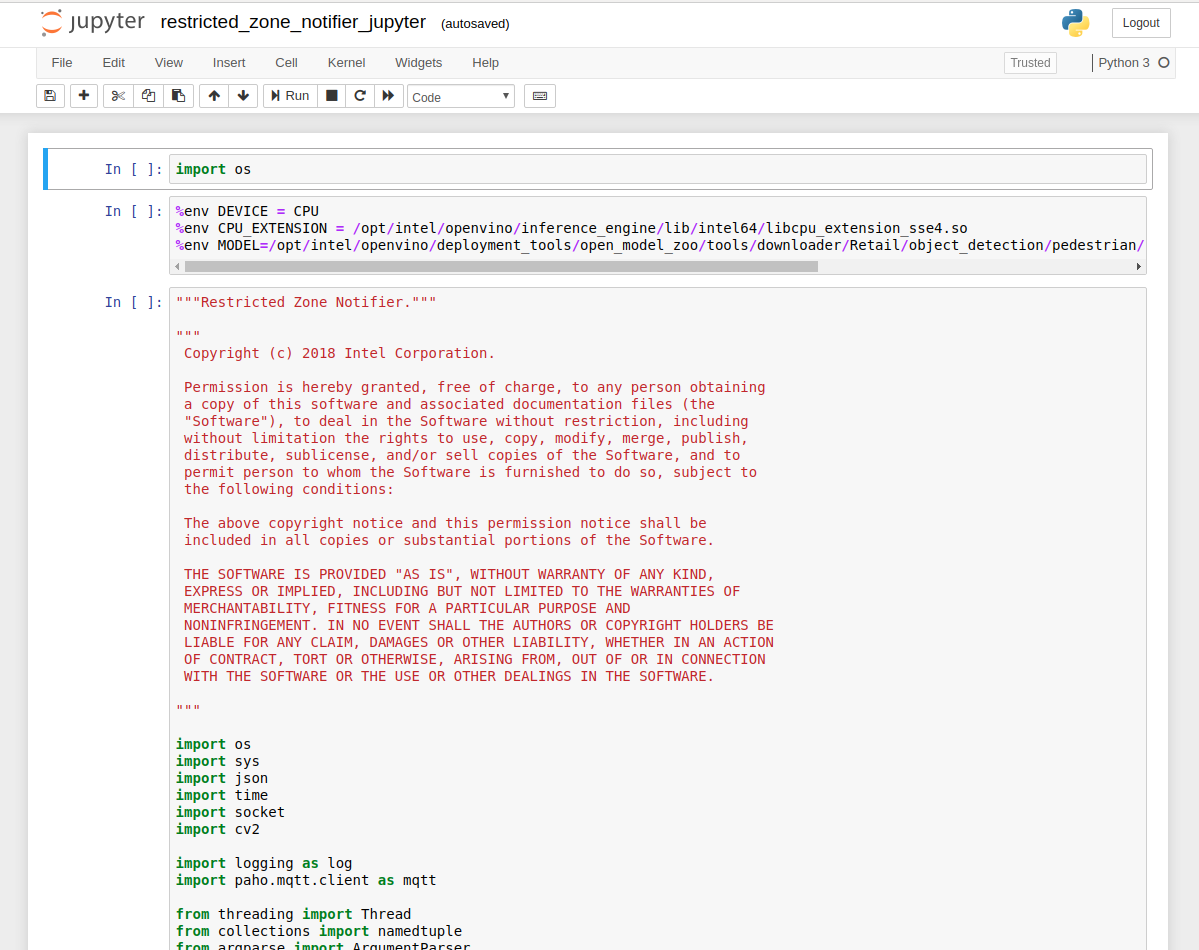 jupyter restricted_zone_notifier_jupyter (autosaved) Logout
File Edit View Insert Cell Kernel Widgets Help Trusted Python 3
Run Code
In [ ]: import os
In [ ]: %env DEVICE = CPU
%env CPU_EXTENSION = /opt/intel/openvino/inference_engine/lib/intel64/libcpu_extension_sse4.so
%env MODEL=/opt/intel/openvino/deployment_tools/open_model_zoo/tools/downloader/Retail/object_detection/pedestrian/
In [ ]: """Restricted Zone Notifier."""
"""
Copyright (c) 2018 Intel Corporation.
Permission is hereby granted, free of charge, to any person obtaining
a copy of this software and associated documentation files (the
"Software"), to deal in the Software without restriction, including
without limitation the rights to use, copy, modify, merge, publish,
distribute, sublicense, and/or sell copies of the Software, and to
permit person to whom the Software is furnished to do so, subject to
the following conditions:
The above copyright notice and this permission notice shall be
included in all copies or substantial portions of the Software.
THE SOFTWARE IS PROVIDED "AS IS", WITHOUT WARRANTY OF ANY KIND,
EXPRESS OR IMPLIED, INCLUDING BUT NOT LIMITED TO THE WARRANTIES OF
MERCHANTABILITY, FITNESS FOR A PARTICULAR PURPOSE AND
NONINFRINGEMENT. IN NO EVENT SHALL THE AUTHORS OR COPYRIGHT HOLDERS BE
LIABLE FOR ANY CLAIM, DAMAGES OR OTHER LIABILITY, WHETHER IN AN ACTION
OF CONTRACT, TORT OR OTHERWISE, ARISING FROM, OUT OF OR IN CONNECTION
WITH THE SOFTWARE OR THE USE OR OTHER DEALINGS IN THE SOFTWARE.
"""
import os
import sys
import json
import time
import socket
import cv2
import logging as log
import paho.mqtt.client as mqtt
from threading import Thread
from collections import namedtuple
from argparse import ArgumentParser